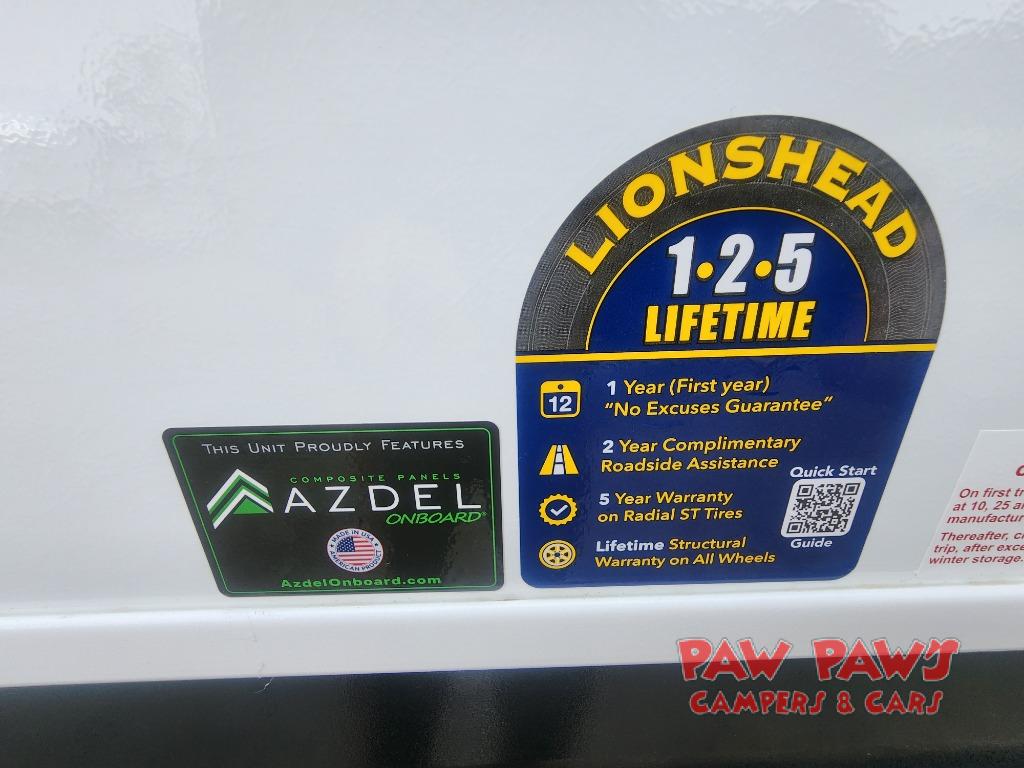 LIONSHEAD
1•2•5
LIFETIME
12
1 Year (First year)
"No Excuses Guarantee"
2 Year Complimentary
Roadside Assistance
5 Year Warranty
on Radial ST Tires
Lifetime Structural
Warranty on All Wheels
Quick Start
Guide
THIS UNIT PROUDLY FEATURES
COMPOSITE PANELS
AZDEL
ONBOARD®
MADE IN USA
AMERICAN PRODUCT
AzdelOnboard.com
On first
at 10, 25
manufactur
Thereafter,
trip, after
winter storage.
PAW PAW'S
CAMPERS & CARS